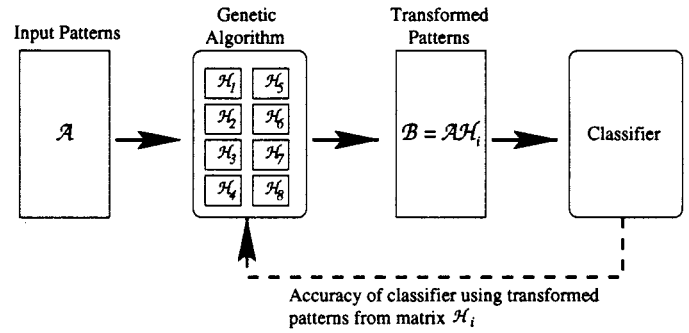 Input Patterns
Genetic
Algorithm
Transformed
Patterns
𝒜
ℋ1 ℋ5
ℋ2 ℋ6
ℋ3 ℋ7
ℋ4 ℋ8
ℬ = 𝒜ℋi
Classifier
Accuracy of classifier using transformed
patterns from matrix ℋi